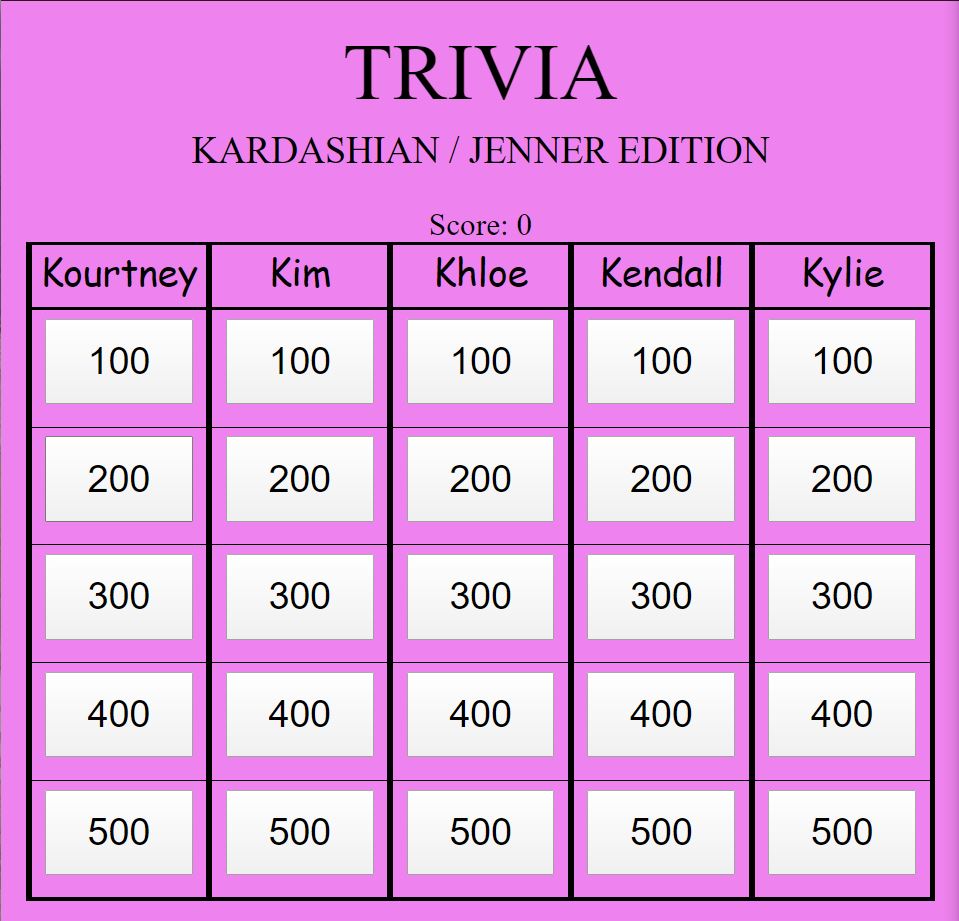 TRIVIA
KARDASHIAN / JENNER EDITION
Score: 0
Kourtney Kim Khloe Kendall Kylie
100 100 100 100 100
200 200 200 200 200
300 300 300 300 300
400 400 400 400 400
500 500 500 500 500